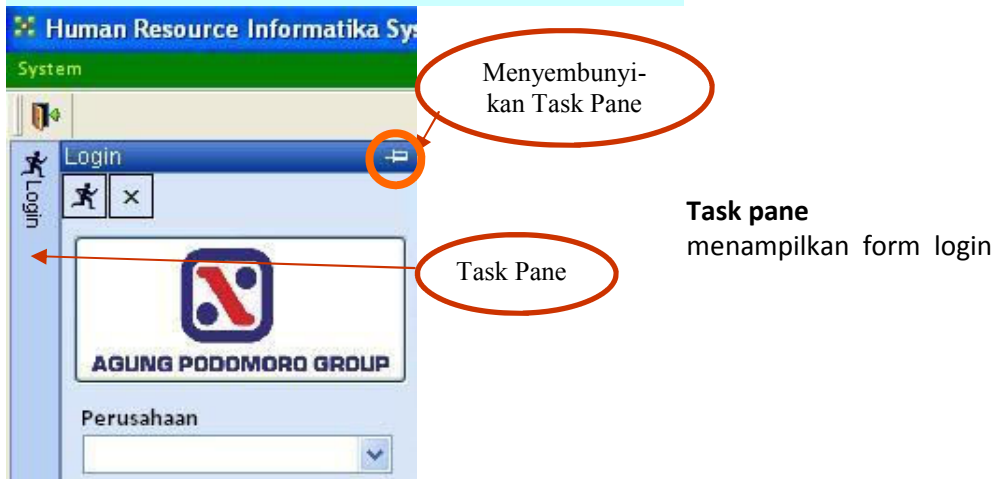 Human Resource Informatika Sys
System
Menyembunyi-
kan Task Pane
Login
Login
Task pane
menampilkan form login
Task Pane
AGUNG PODOMORO GROUP
Perusahaan